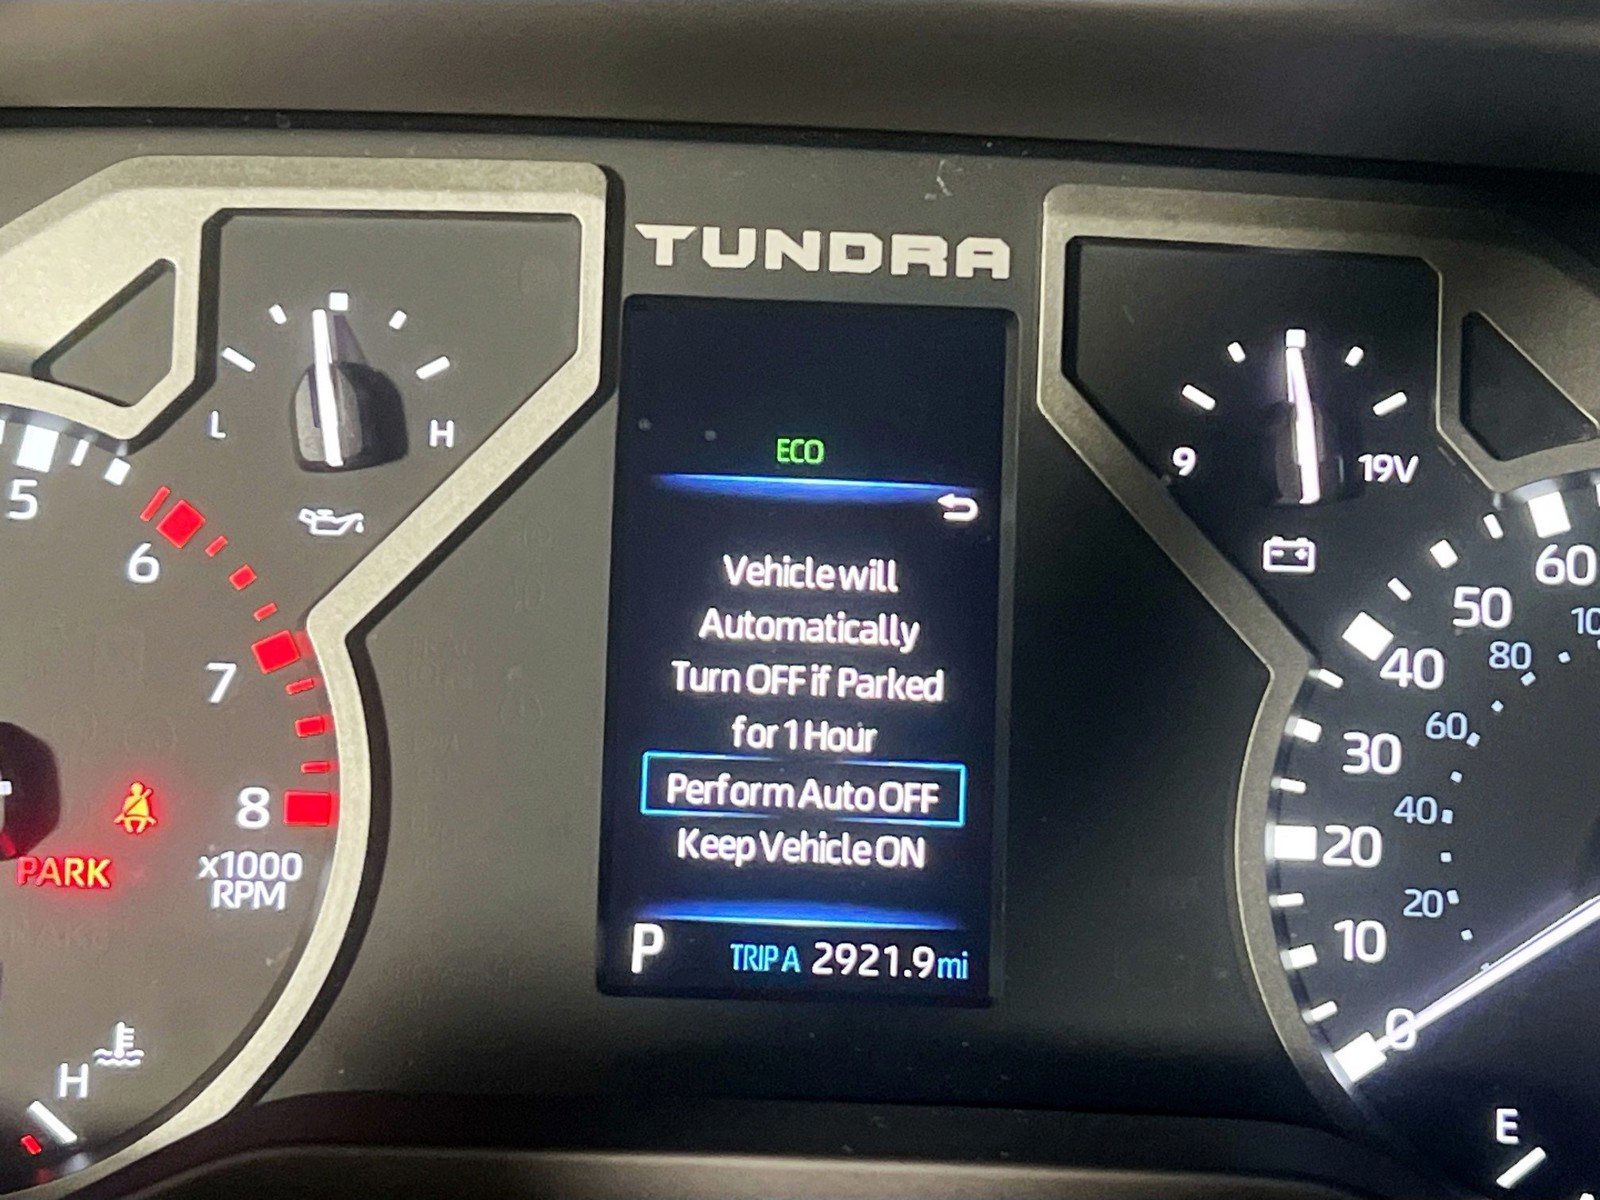 TUNDRA
L
H
9
19V
ECO
Vehicle will
Automatically
Turn OFF if Parked
for 1 Hour
Perform Auto OFF
Keep Vehicle ON
P TRIP A 2921.9 mi
5
6
7
8
x1000
RPM
PARK
H
60
50
40
30
20
10
0
80
60
40
20
E